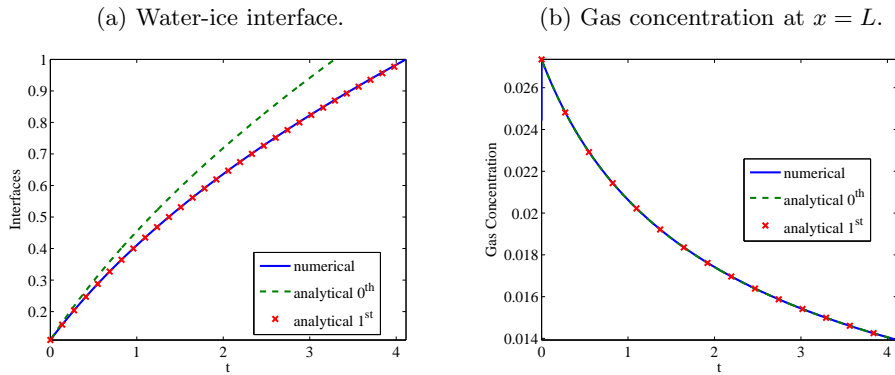 (a) Water-ice interface.
1
0.9
0.8
0.7
0.6
0.5
0.4
0.3
0.2
Interfaces
0
1
2
3
4
t
numerical
analytical 0th
analytical 1st
(b) Gas concentration at x = L.
0.026
0.024
0.022
0.02
0.018
0.016
0.014
Gas Concentration
0
1
2
3
4
t
numerical
analytical 0th
analytical 1st